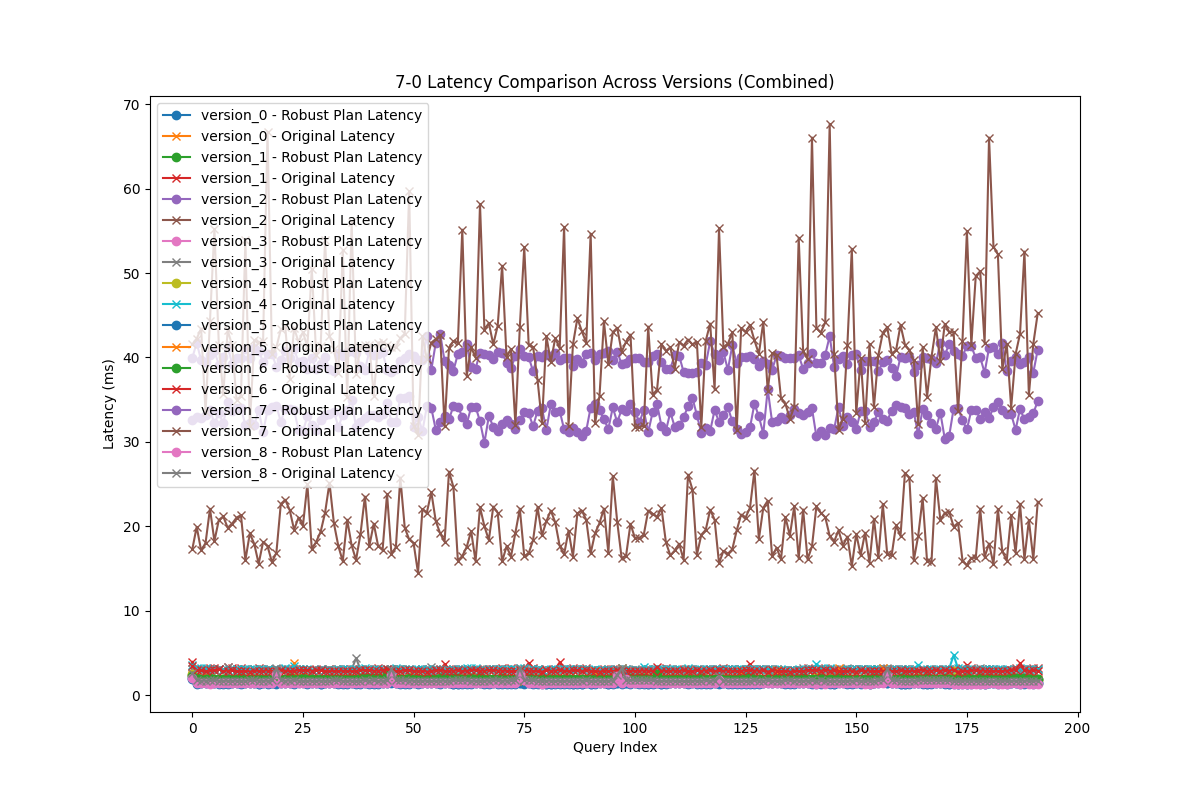 7-0 Latency Comparison Across Versions (Combined)
70
60
50
40
30
20
10
0
Latency (ms)
version_0 - Robust Plan Latency
version_0 - Original Latency
version_1 - Robust Plan Latency
version_1 - Original Latency
version_2 - Robust Plan Latency
version_2 - Original Latency
version_3 - Robust Plan Latency
version_3 - Original Latency
version_4 - Robust Plan Latency
version_4 - Original Latency
version_5 - Robust Plan Latency
version_5 - Original Latency
version_6 - Robust Plan Latency
version_6 - Original Latency
version_7 - Robust Plan Latency
version_7 - Original Latency
version_8 - Robust Plan Latency
version_8 - Original Latency
0 25 50 75 100 125 150 175 200
Query Index